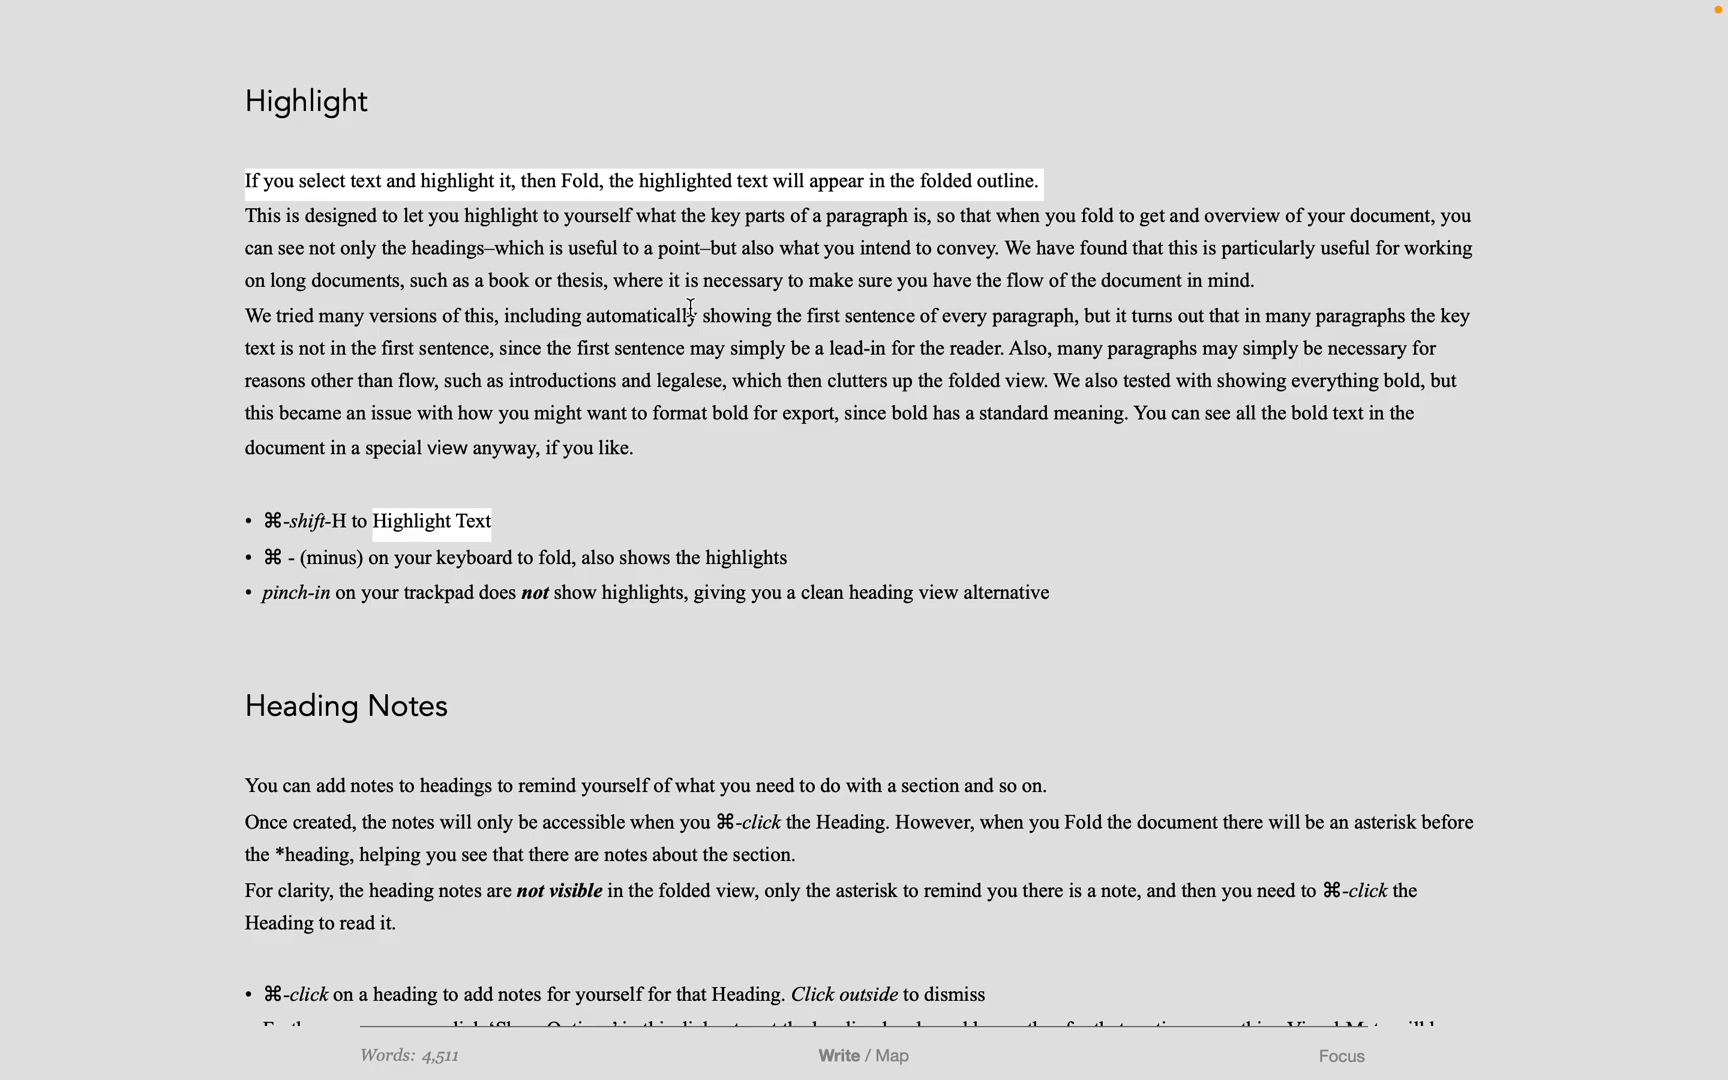 Highlight
If you select text and highlight it, then Fold, the highlighted text will appear in the folded outline.
This is designed to let you highlight to yourself what the key parts of a paragraph is, so that when you fold to get and overview of your document, you
can see not only the headings–which is useful to a point–but also what you intend to convey. We have found that this is particularly useful for working
on long documents, such as a book or thesis, where it is necessary to make sure you have the flow of the document in mind.
We tried many versions of this, including automatically showing the first sentence of every paragraph, but it turns out that in many paragraphs the key
text is not in the first sentence, since the first sentence may simply be a lead-in for the reader. Also, many paragraphs may simply be necessary for
reasons other than flow, such as introductions and legalese, which then clutters up the folded view. We also tested with showing everything bold, but
this became an issue with how you might want to format bold for export, since bold has a standard meaning. You can see all the bold text in the
document in a special view anyway, if you like.
• ⌘-shift-H to Highlight Text
• ⌘ - (minus) on your keyboard to fold, also shows the highlights
• pinch-in on your trackpad does not show highlights, giving you a clean heading view alternative
Heading Notes
You can add notes to headings to remind yourself of what you need to do with a section and so on.
Once created, the notes will only be accessible when you ⌘-click the Heading. However, when you Fold the document there will be an asterisk before
the *heading, helping you see that there are notes about the section.
For clarity, the heading notes are not visible in the folded view, only the asterisk to remind you there is a note, and then you need to ⌘-click the
Heading to read it.
• ⌘-click on a heading to add notes for yourself for that Heading. Click outside to dismiss
Words: 4,511
Write / Map
Focus